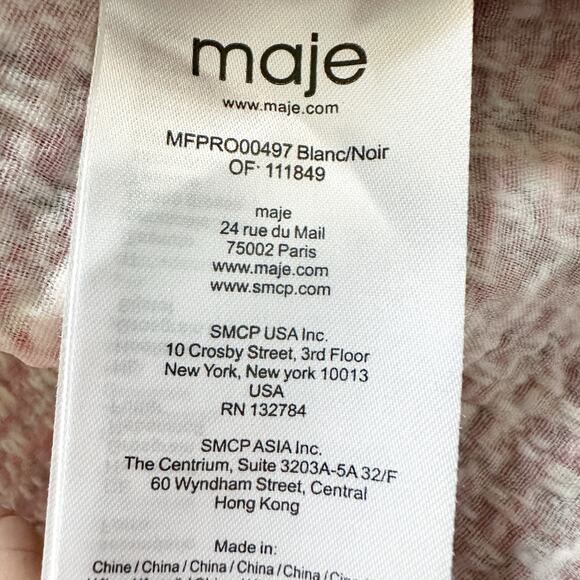 maje
www.maje.com
MFPRO00497 Blanc/Noir
OF: 111849
maje
24 rue du Mail
75002 Paris
www.maje.com
www.smcp.com
SMCP USA Inc.
10 Crosby Street, 3rd Floor
New York, New york 10013
USA
RN 132784
SMCP ASIA Inc.
The Centrium, Suite 3203A-5A 32/F
60 Wyndham Street, Central
Hong Kong
Made in:
Chine / China / China / China / China /